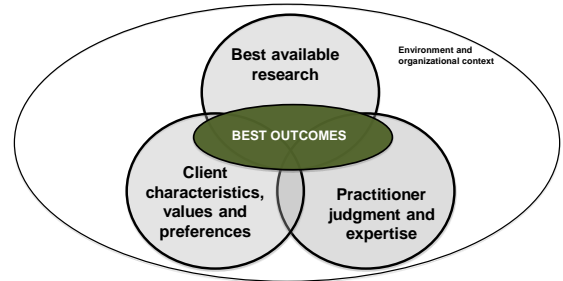 Best available
research
Environment and
organizational context
BEST OUTCOMES
Client
characteristics,
values and
preferences
Practitioner
judgment and
expertise